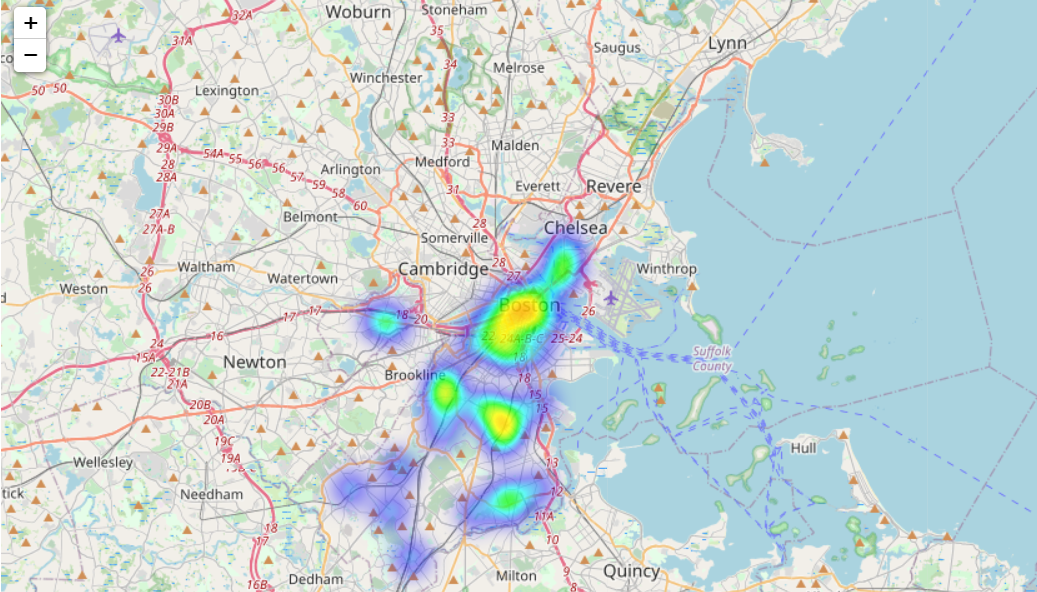 +
−
Woburn
Stoneham
32A
31A
35
Saugus
Lynn
34
Melrose
Winchester
50 50
Lexington
30B
30A
29B
33
29A
33
Malden
54A 55 56 56
28
Medford
Arlington
57
28A
59
58
31
Everett
Revere
60
27A
Belmont
28
27A-B
Chelsea
Somerville
28
26
Waltham
Cambridge
Winthrop
Watertown
27
Weston
26
Boston
17 17
18
20
26
16
22
24A-B-C
25-24
24
15A
18
Suffolk
County
Newton
22-21B
21A
Brookline
18
15
20B
15
20A
19C
Hull
19A
Wellesley
13
tick
Needham
12
11A
18
17
10
Dedham
Milton
Quincy
16B
9
8